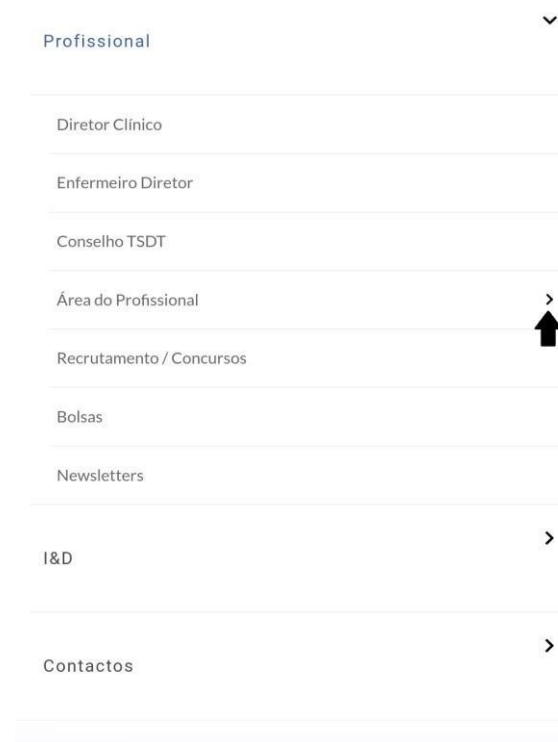 Profissional
Diretor Clínico
Enfermeiro Diretor
Conselho TSDT
Área do Profissional
Recrutamento / Concursos
Bolsas
Newsletters
I&D
Contactos